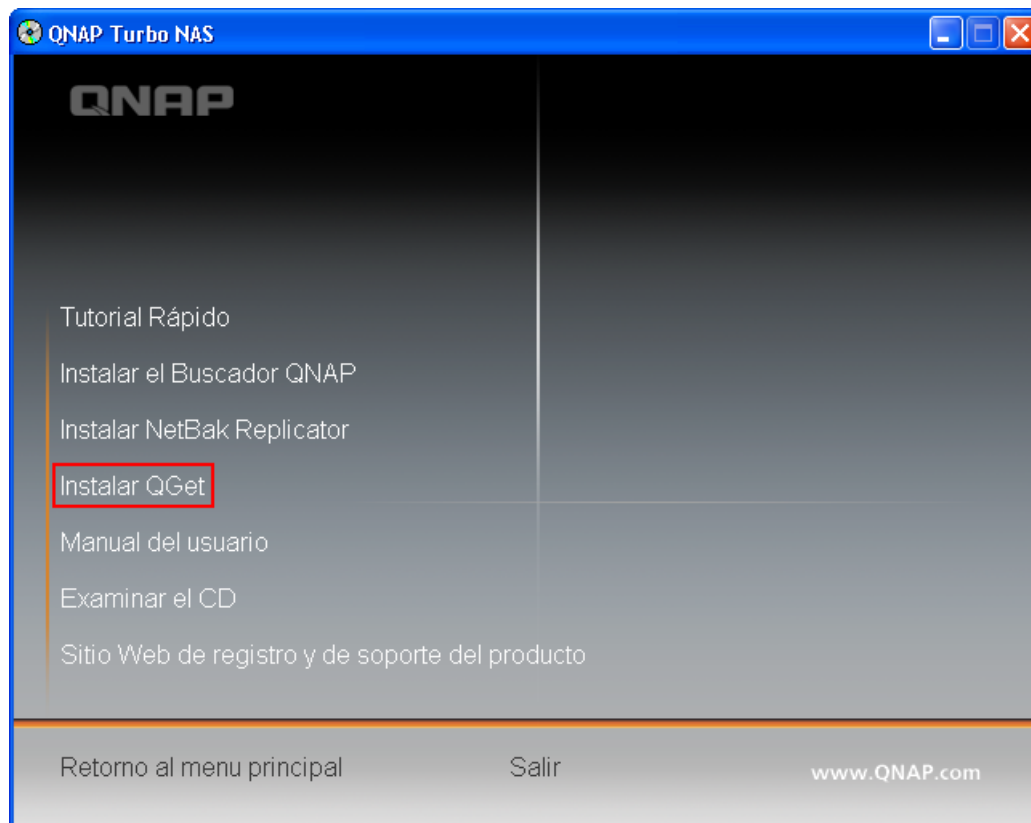 QNAP Turbo NAS
QNAP
Tutorial Rápido
Instalar el Buscador QNAP
Instalar NetBak Replicator
Instalar QGet
Manual del usuario
Examinar el CD
Sitio Web de registro y de soporte del producto
Retorno al menu principal
Salir
www.QNAP.com